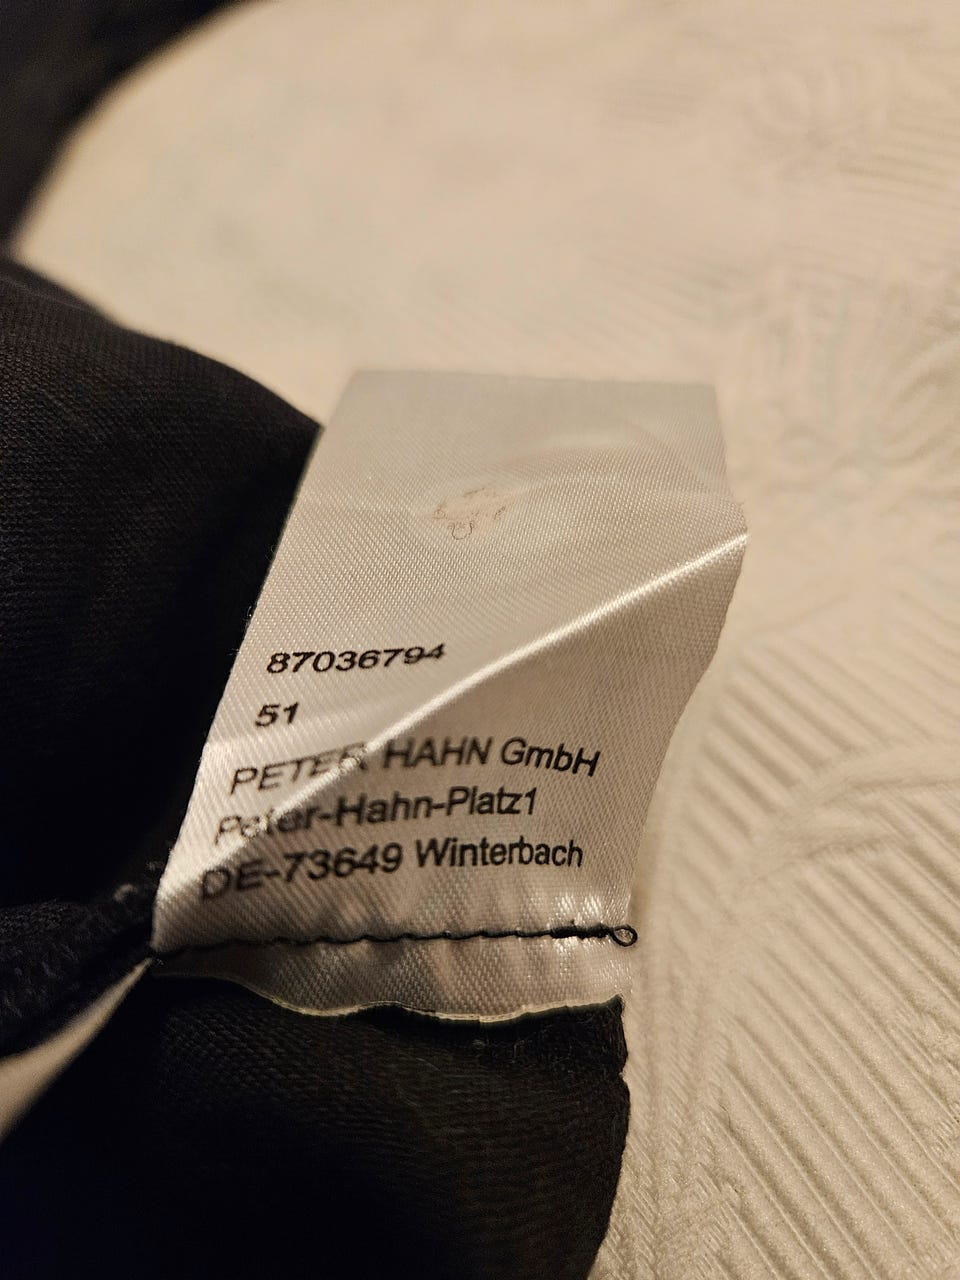 87036794
51
PETER HAHN GmbH
Peter-Hahn-Platz1
DE-73649 Winterbach